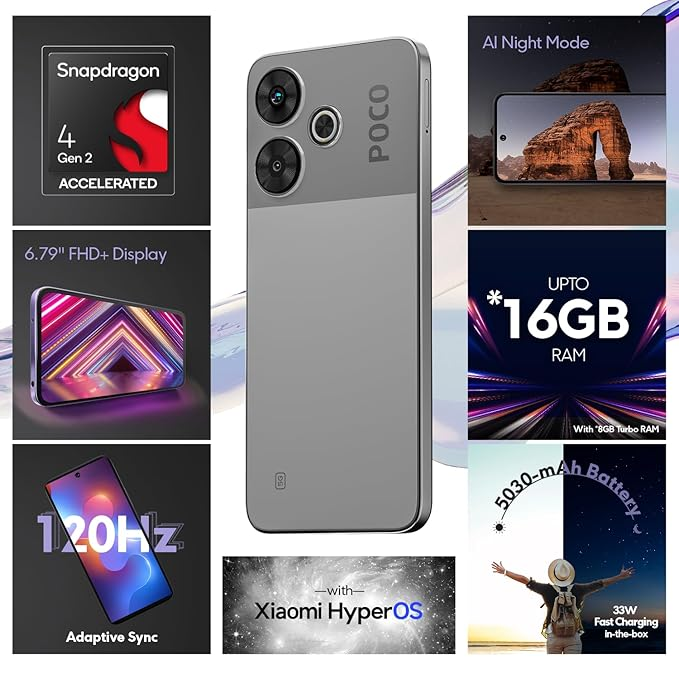 Snapdragon
4
Gen 2
ACCELERATED
POCO
5G
AI Night Mode
6.79" FHD+ Display
UPTO
*16GB
RAM
With *8GB Turbo RAM
120Hz
Adaptive Sync
with
Xiaomi HyperOS
5030-mAh Battery
33W
Fast Charging
in-the-box